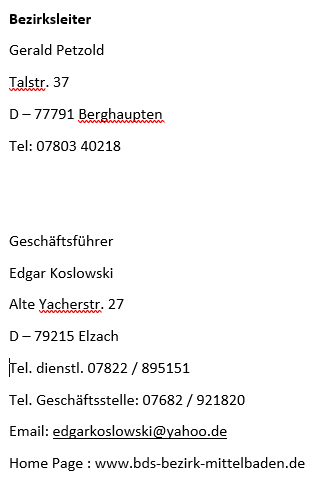 Bezirksleiter
Gerald Petzold
Talstr. 37
D – 77791 Berghaupten
Tel: 07803 40218
Geschäftsführer
Edgar Koslowski
Alte Yacherstr. 27
D – 79215 Elzach
Tel. dienstl. 07822 / 895151
Tel. Geschäftsstelle: 07682 / 921820
Email: edgarkoslowski@yahoo.de
Home Page : www.bds-bezirk-mittelbaden.de